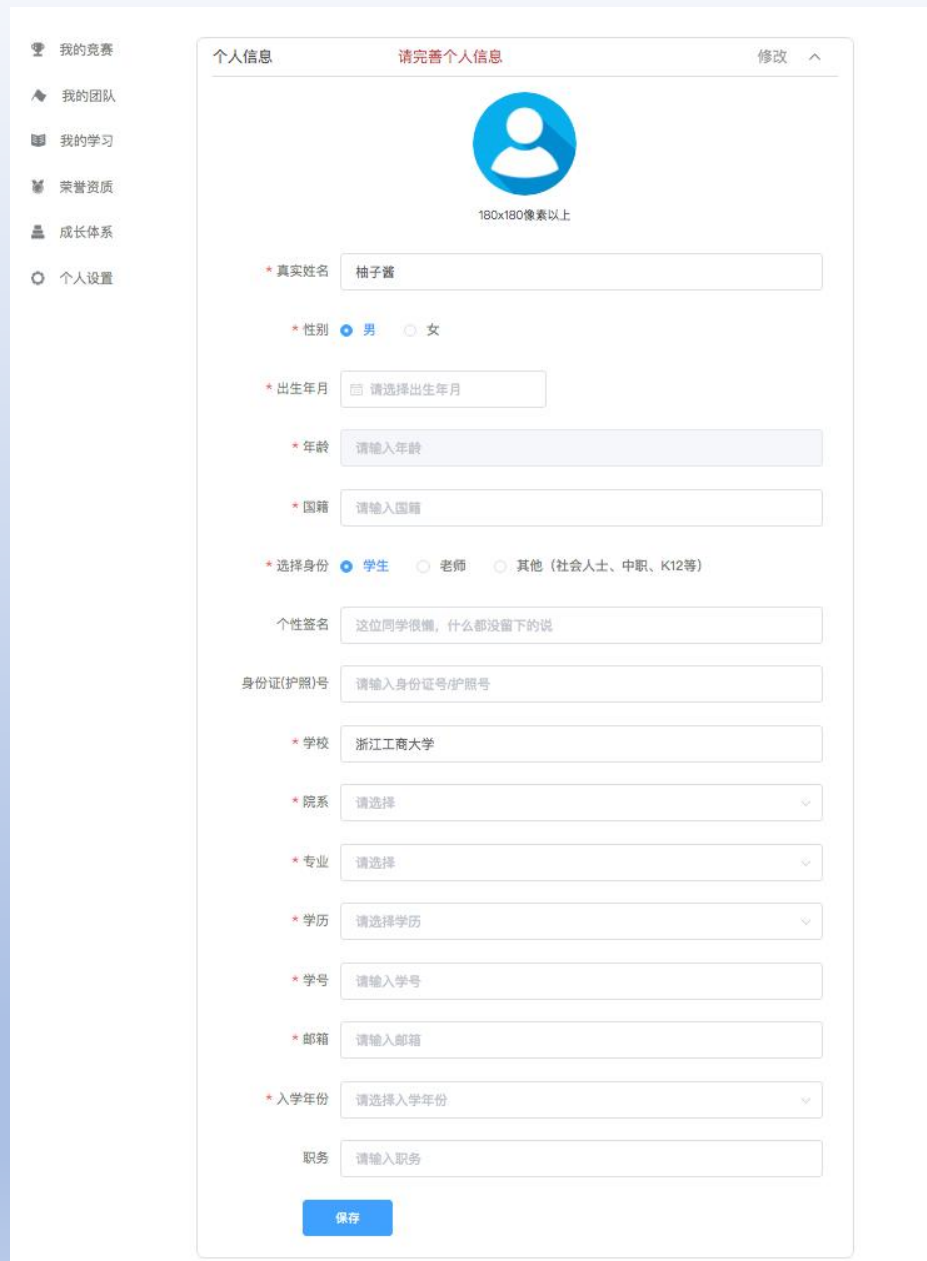 我的竞赛
我的团队
我的学习
荣誉资质
成长体系
个人设置
个人信息 请完善个人信息 修改
180x180像素以上
* 真实姓名 柚子酱
* 性别 男 女
* 出生年月 请选择出生年月
* 年龄 请输入年龄
* 国籍 请输入国籍
* 选择身份 学生 老师 其他（社会人士、中职、K12等）
个性签名 这位同学很懒，什么都没留下的说
身份证(护照)号 请输入身份证号/护照号
* 学校 浙江工商大学
* 院系 请选择
* 专业 请选择
* 学历 请选择学历
* 学号 请输入学号
* 邮箱 请输入邮箱
* 入学年份 请选择入学年份
职务 请输入职务
保存